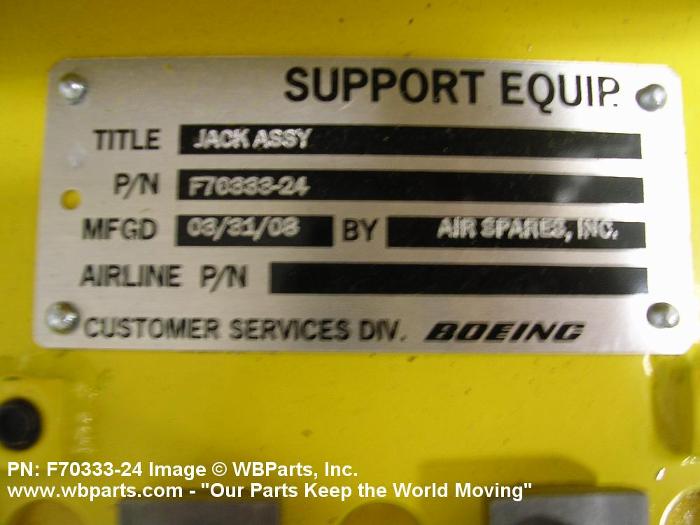 SUPPORT EQUIP.
TITLE JACK ASSY
P/N F70333-24
MFGD 03/31/08 BY AIR SPARES, INC.
AIRLINE P/N
CUSTOMER SERVICES DIV. BOEING
PN: F70333-24 Image © WBParts, Inc.
www.wbparts.com - "Our Parts Keep the World Moving"